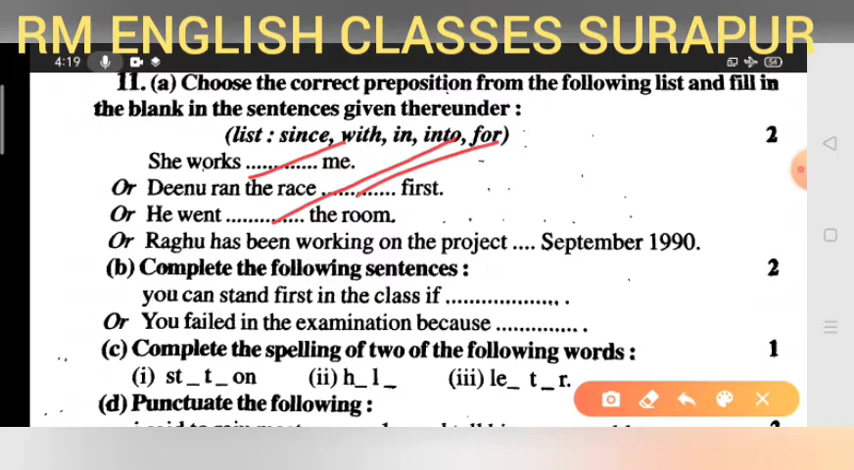 RM ENGLISH CLASSES SURAPUR
4:19
54
11. (a) Choose the correct preposition from the following list and fill in
the blank in the sentences given thereunder :
(list : since, with, in, into, for) 2
She works .............. me.
Or Deenu ran the race .............. first.
Or He went .............. the room.
Or Raghu has been working on the project .... September 1990.
(b) Complete the following sentences : 2
you can stand first in the class if .................... .
Or You failed in the examination because ............... .
(c) Complete the spelling of two of the following words : 1
(i) st _ t _ on (ii) h_ l _ (iii) le_ t _ r.
(d) Punctuate the following :